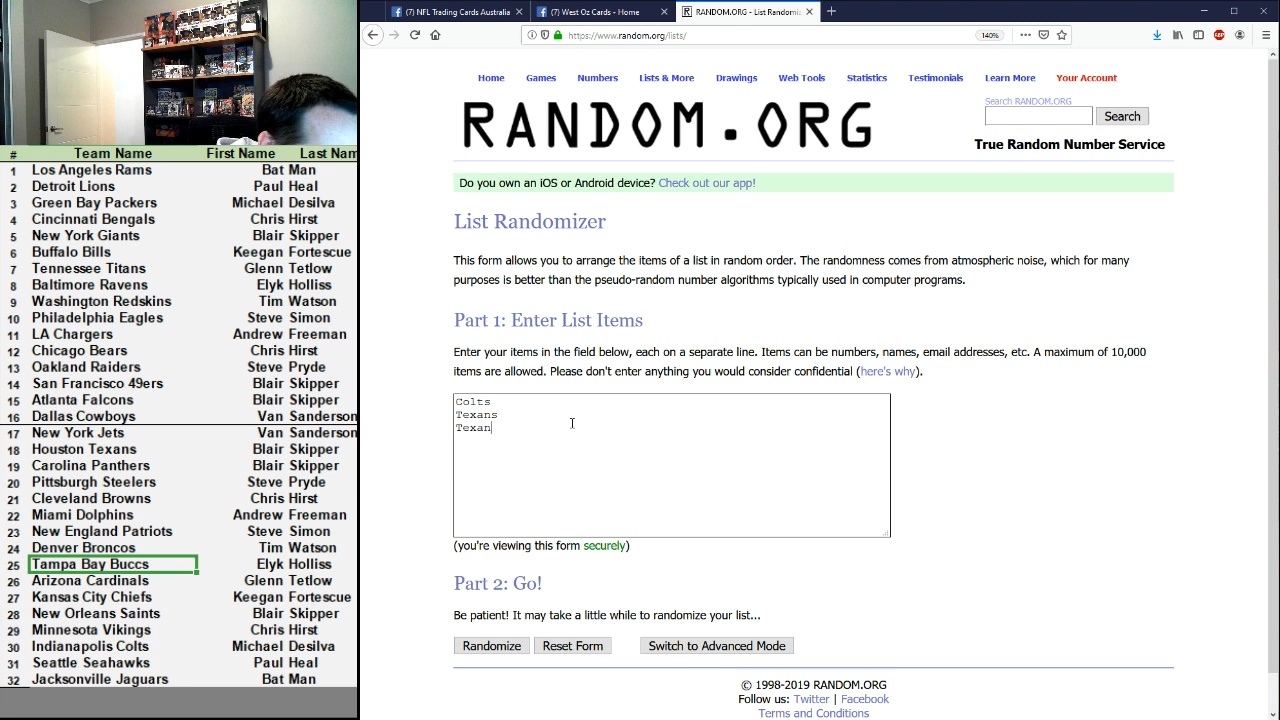 (7) NFL Trading Cards Australia
(7) West Oz Cards - Home
RANDOM.ORG - List Randomiz
https://www.random.org/lists/
140%
Home Games Numbers Lists & More Drawings Web Tools Statistics Testimonials Learn More Your Account
RANDOM.ORG
Search RANDOM.ORG
Search
True Random Number Service
Do you own an iOS or Android device? Check out our app!
List Randomizer
This form allows you to arrange the items of a list in random order. The randomness comes from atmospheric noise, which for many
purposes is better than the pseudo-random number algorithms typically used in computer programs.
Part 1: Enter List Items
Enter your items in the field below, each on a separate line. Items can be numbers, names, email addresses, etc. A maximum of 10,000
items are allowed. Please don't enter anything you would consider confidential (here's why).
Colts
Texans
Texan
(you're viewing this form securely)
Part 2: Go!
Be patient! It may take a little while to randomize your list...
Randomize Reset Form Switch to Advanced Mode
© 1998-2019 RANDOM.ORG
Follow us: Twitter | Facebook
Terms and Conditions
# Team Name First Name Last Nam
1 Los Angeles Rams Bat Man
2 Detroit Lions Paul Heal
3 Green Bay Packers Michael Desilva
4 Cincinnati Bengals Chris Hirst
5 New York Giants Blair Skipper
6 Buffalo Bills Keegan Fortescue
7 Tennessee Titans Glenn Tetlow
8 Baltimore Ravens Elyk Holliss
9 Washington Redskins Tim Watson
10 Philadelphia Eagles Steve Simon
11 LA Chargers Andrew Freeman
12 Chicago Bears Chris Hirst
13 Oakland Raiders Steve Pryde
14 San Francisco 49ers Blair Skipper
15 Atlanta Falcons Blair Skipper
16 Dallas Cowboys Van Sanderson
17 New York Jets Van Sanderson
18 Houston Texans Blair Skipper
19 Carolina Panthers Blair Skipper
20 Pittsburgh Steelers Steve Pryde
21 Cleveland Browns Chris Hirst
22 Miami Dolphins Andrew Freeman
23 New England Patriots Steve Simon
24 Denver Broncos Tim Watson
25 Tampa Bay Buccs Elyk Holliss
26 Arizona Cardinals Glenn Tetlow
27 Kansas City Chiefs Keegan Fortescue
28 New Orleans Saints Blair Skipper
29 Minnesota Vikings Chris Hirst
30 Indianapolis Colts Michael Desilva
31 Seattle Seahawks Paul Heal
32 Jacksonville Jaguars Bat Man